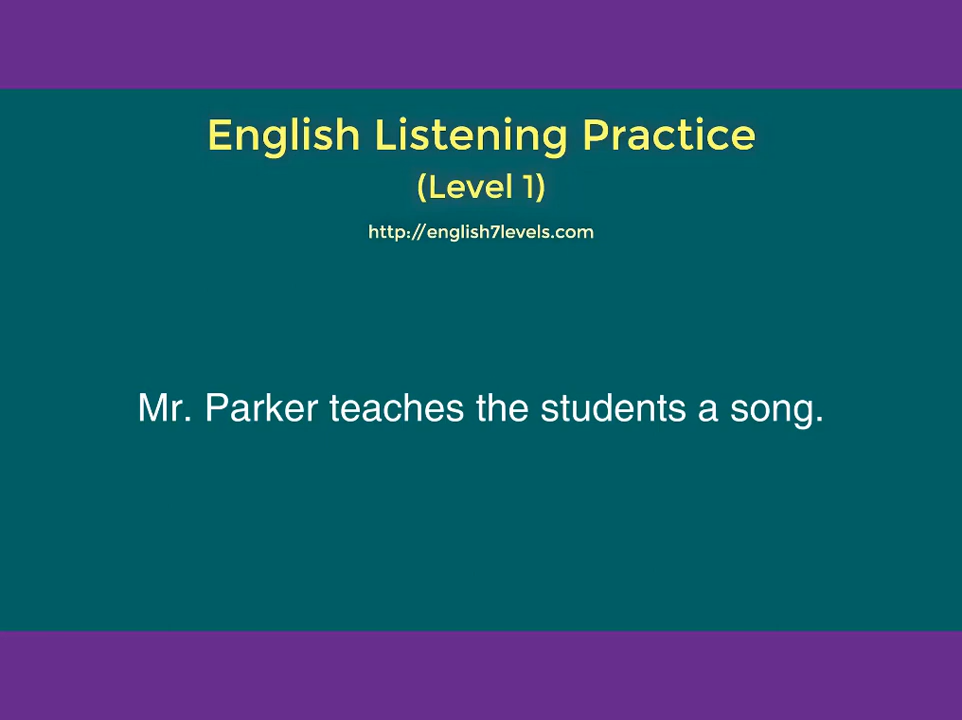 English Listening Practice
(Level 1)
http://english7levels.com
Mr. Parker teaches the students a song.